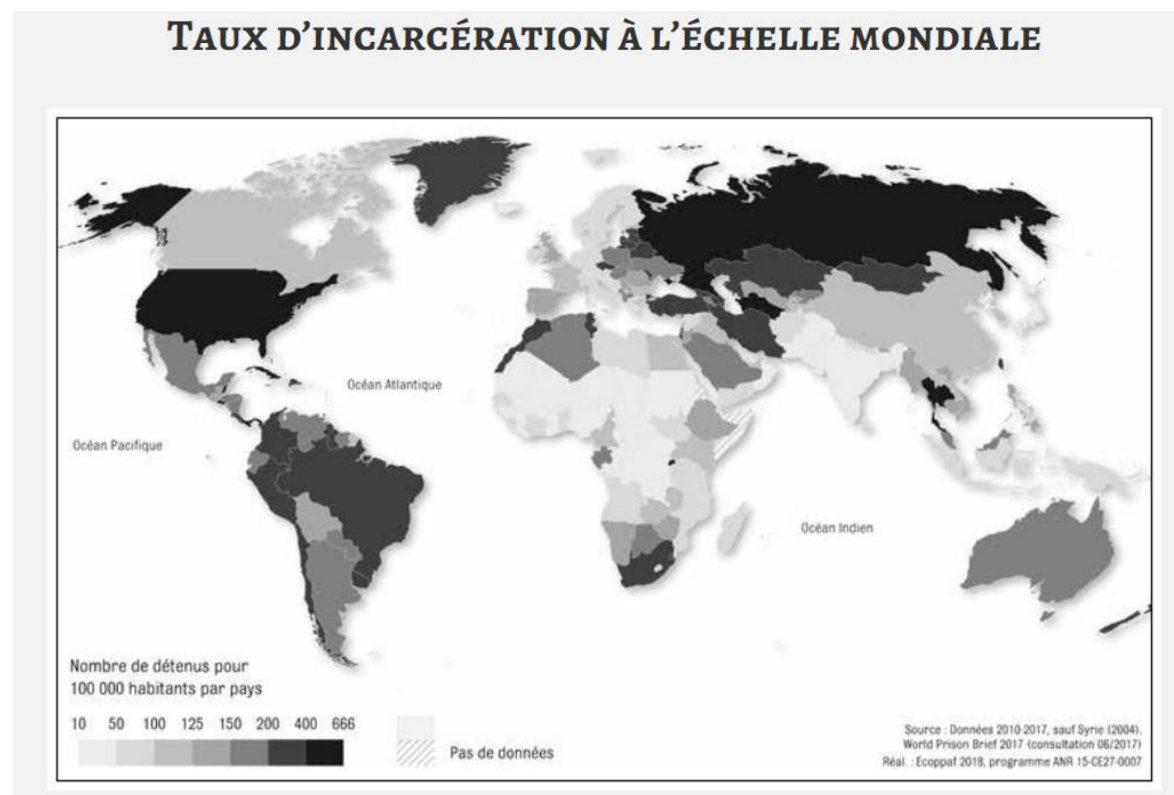 TAUX D'INCARCÉRATION À L'ÉCHELLE MONDIALE
Océan Atlantique
Océan Pacifique
Océan Indien
Nombre de détenus pour
100 000 habitants par pays
10 50 100 125 150 200 400 666
Pas de données
Source : Données 2010-2017, sauf Syrie (2004).
World Prison Brief 2017 (consultation 06/2017)
Réal. : Ecoppaf 2018, programme ANR 15-CE27-0007